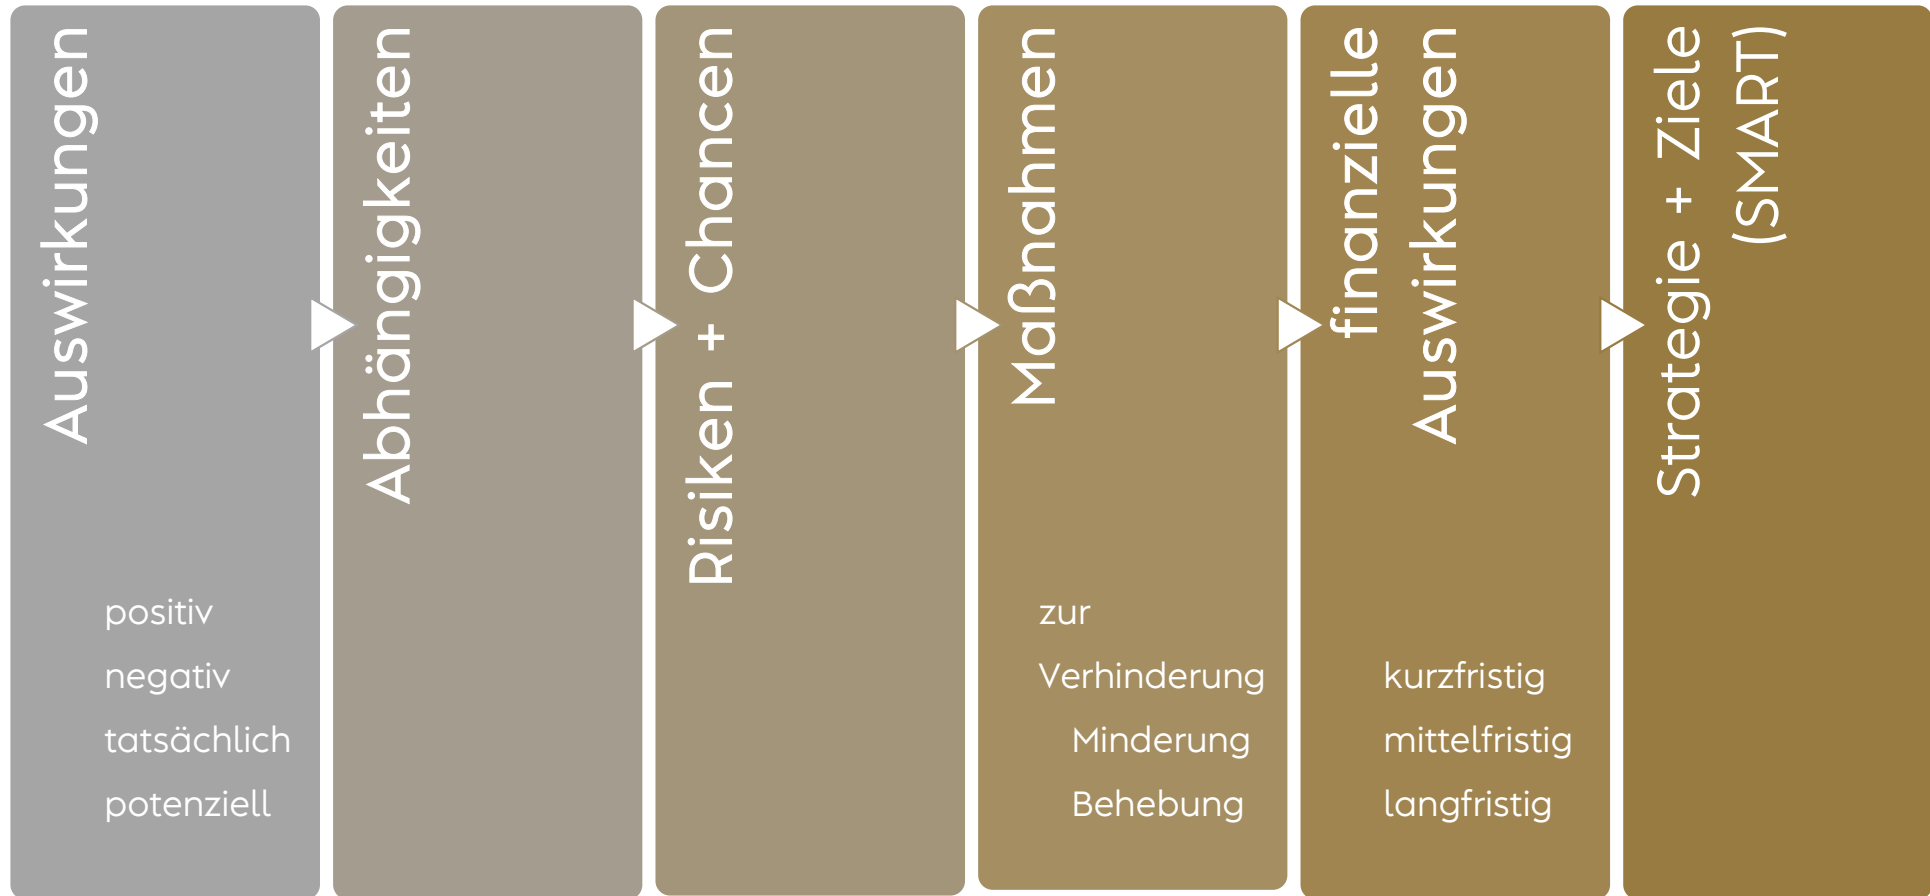 Auswirkungen
positiv
negativ
tatsächlich
potenziell
Abhängigkeiten
Risiken + Chancen
Maßnahmen
zur
Verhinderung
Minderung
Behebung
finanzielle
Auswirkungen
kurzfristig
mittelfristig
langfristig
Strategie + Ziele
(SMART)